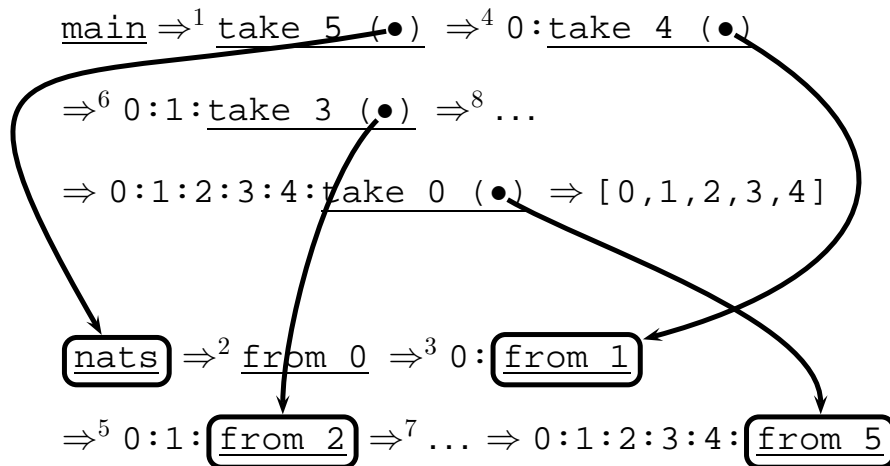 main ⇒¹ take 5 (●) ⇒⁴ 0:take 4 (●)
⇒⁶ 0:1:take 3 (●) ⇒⁸ ...
⇒ 0:1:2:3:4:take 0 (●) ⇒ [0,1,2,3,4]
nats ⇒² from 0 ⇒³ 0:from 1
⇒⁵ 0:1:from 2 ⇒⁷ ... ⇒ 0:1:2:3:4:from 5